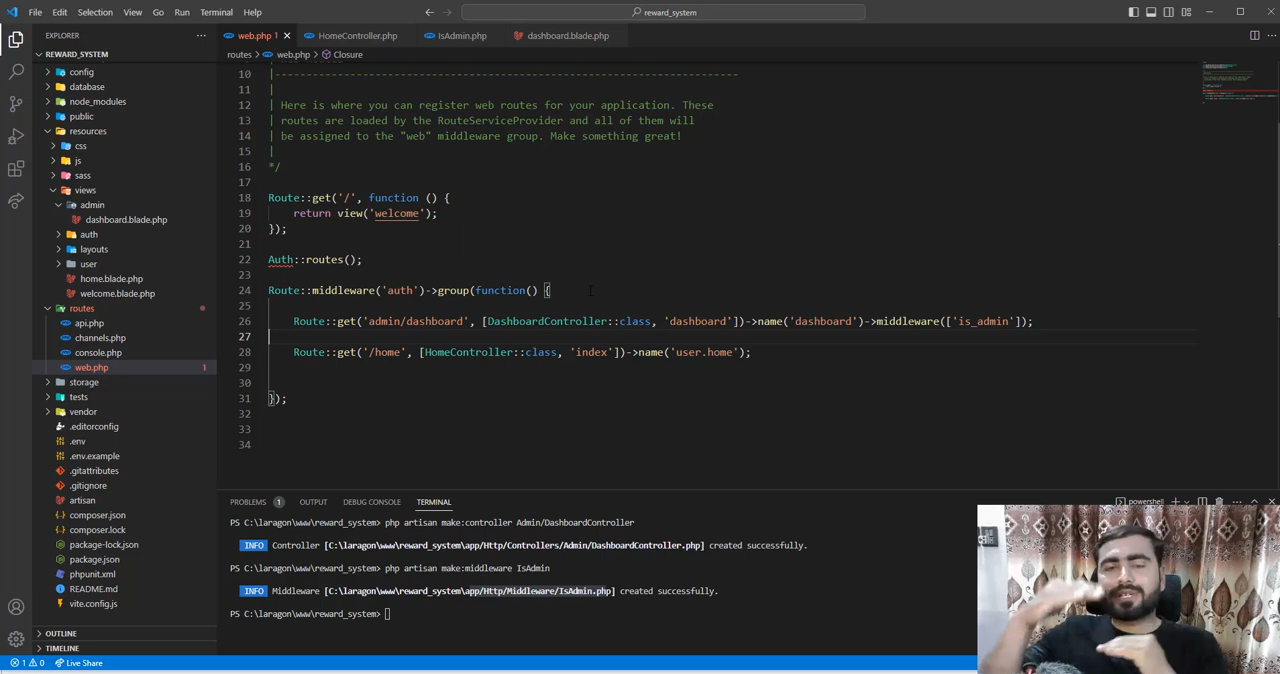 File Edit Selection View Go Run Terminal Help
reward_system
EXPLORER
web.php 1
HomeController.php
IsAdmin.php
dashboard.blade.php
REWARD_SYSTEM
routes > web.php > Closure
config
database
node_modules
public
resources
css
js
sass
views
admin
dashboard.blade.php
auth
layouts
user
home.blade.php
welcome.blade.php
routes
api.php
channels.php
console.php
web.php 1
storage
tests
vendor
.editorconfig
.env
.env.example
.gitattributes
.gitignore
artisan
composer.json
composer.lock
package-lock.json
package.json
phpunit.xml
README.md
vite.config.js
OUTLINE
TIMELINE
10 |--------------------------------------------------------------------------
11 |
12 | Here is where you can register web routes for your application. These
13 | routes are loaded by the RouteServiceProvider and all of them will
14 | be assigned to the "web" middleware group. Make something great!
15 |
16 */
17
18 Route::get('/', function () {
19 return view('welcome');
20 });
21
22 Auth::routes();
23
24 Route::middleware('auth')->group(function() {
25
26 Route::get('admin/dashboard', [DashboardController::class, 'dashboard'])->name('dashboard')->middleware(['is_admin']);
27
28 Route::get('/home', [HomeController::class, 'index'])->name('user.home');
29
30
31 });
32
33
34
PROBLEMS 1 OUTPUT DEBUG CONSOLE TERMINAL
powershell
PS C:\laragon\www\reward_system> php artisan make:controller Admin/DashboardController
INFO Controller [C:\laragon\www\reward_system\app/Http/Controllers/Admin/DashboardController.php] created successfully.
PS C:\laragon\www\reward_system> php artisan make:middleware IsAdmin
INFO Middleware [C:\laragon\www\reward_system\app/Http/Middleware/IsAdmin.php] created successfully.
PS C:\laragon\www\reward_system>
1 0 Live Share